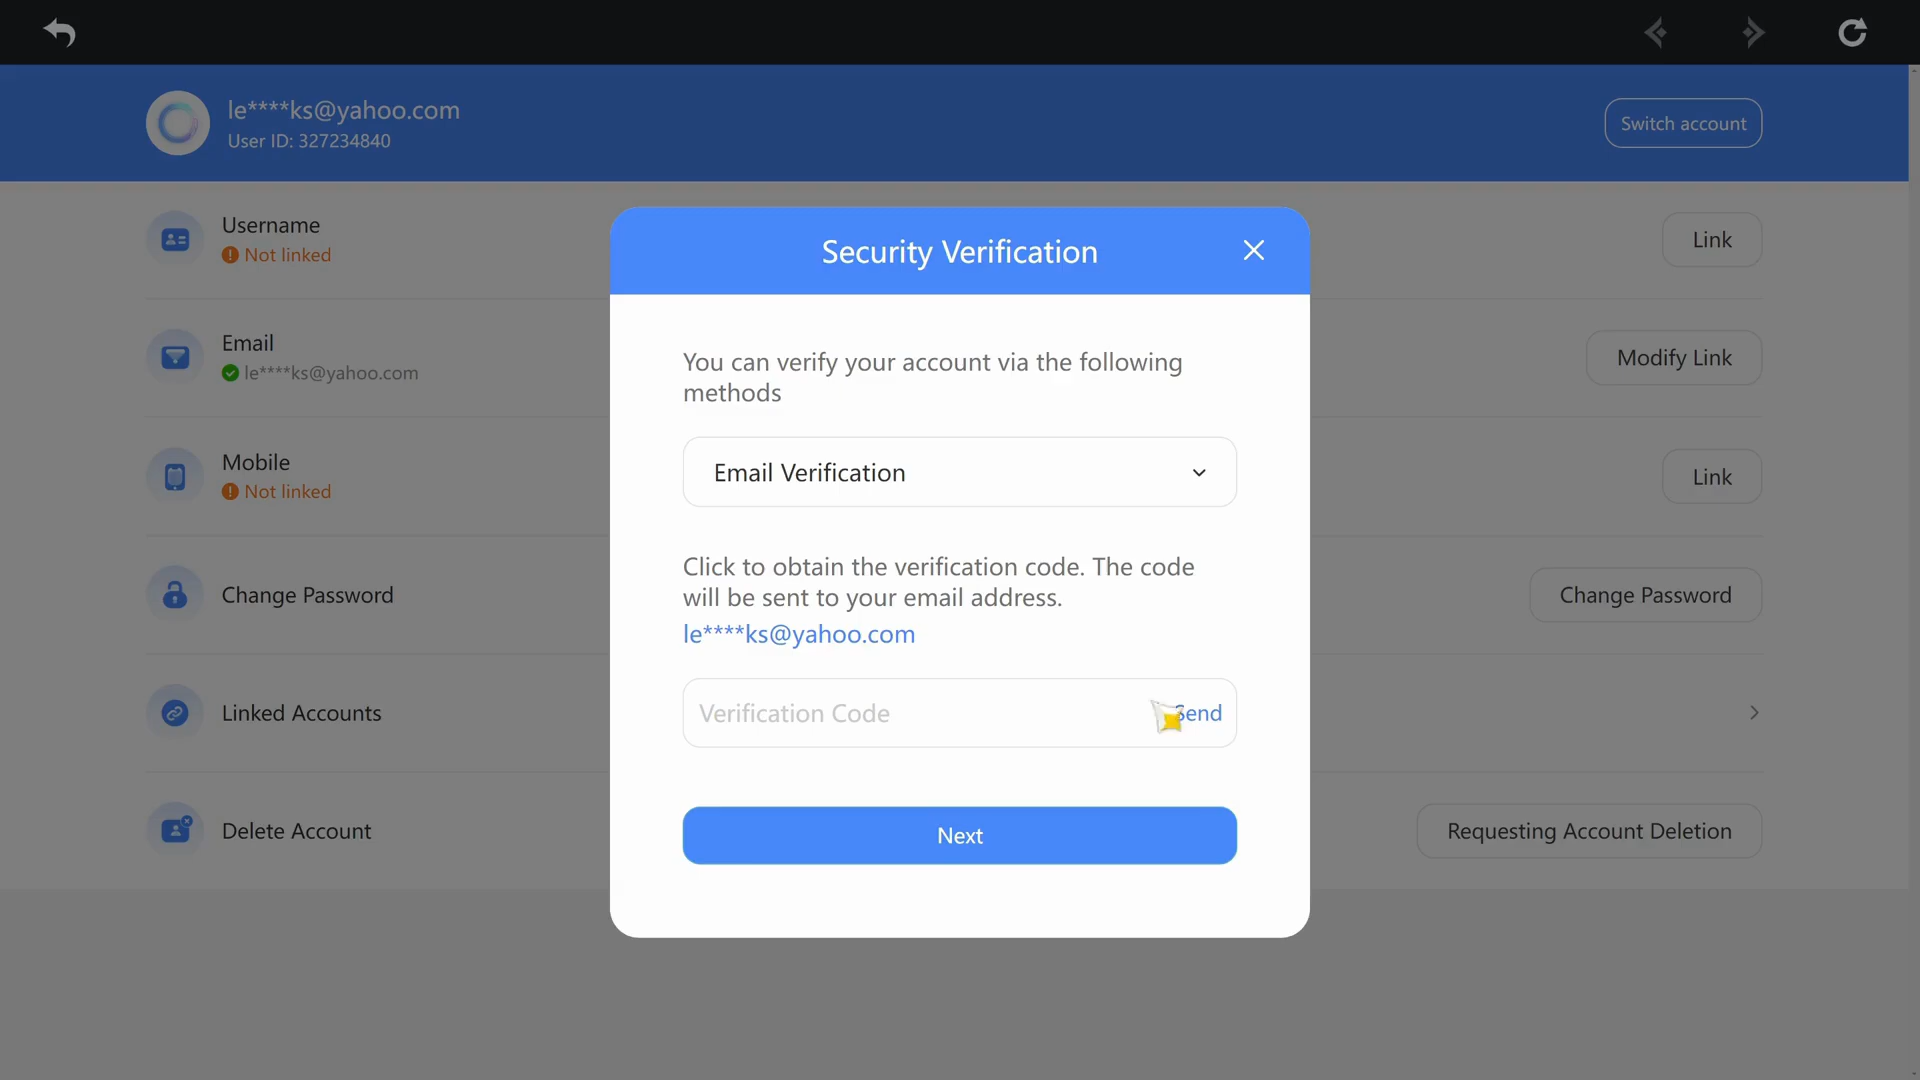 le****ks@yahoo.com
User ID: 327234840
Switch account
Username
Not linked
Link
Email
le****ks@yahoo.com
Modify Link
Mobile
Not linked
Link
Change Password
Change Password
Linked Accounts
Delete Account
Requesting Account Deletion
Security Verification
You can verify your account via the following
methods
Email Verification
Click to obtain the verification code. The code
will be sent to your email address.
le****ks@yahoo.com
Verification Code
Send
Next